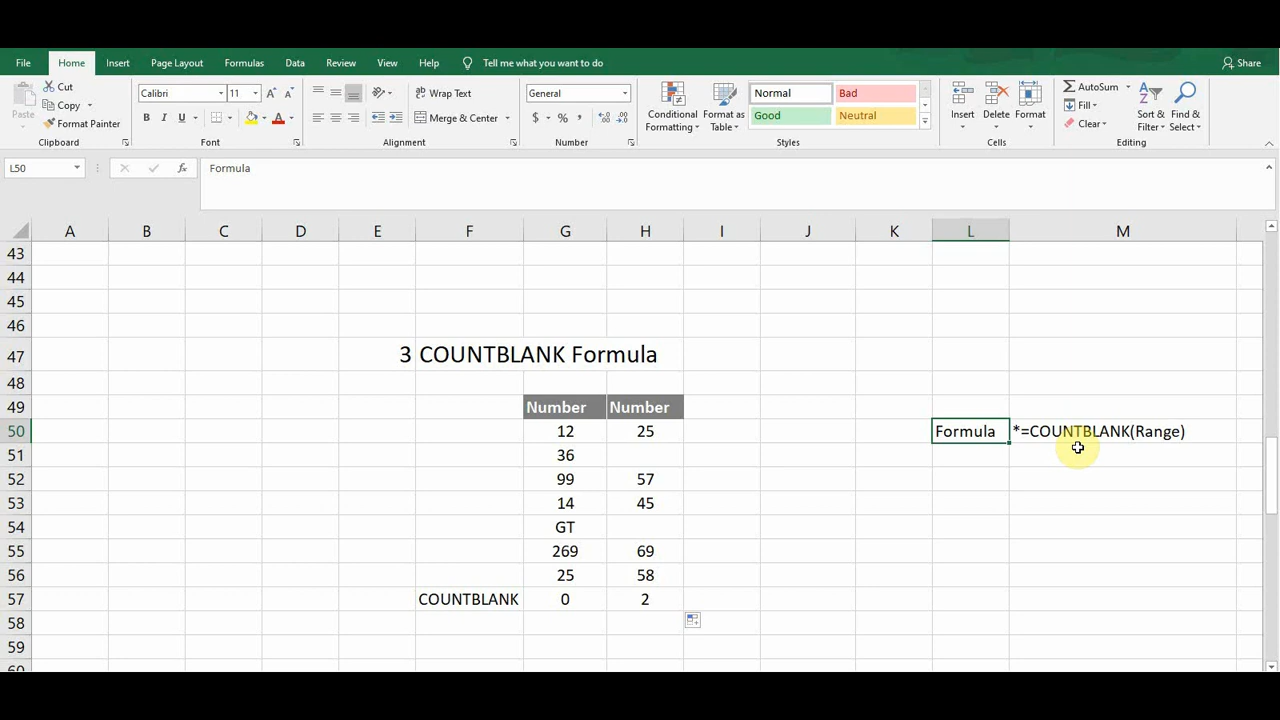 File Home Insert Page Layout Formulas Data Review View Help Tell me what you want to do Share
Paste Cut Copy Format Painter Clipboard
Calibri 11 A A B I U A Font
Wrap Text Merge & Center Alignment
General $ % , Number
Conditional Formatting Format as Table Normal Bad Good Neutral Styles
Insert Delete Format Cells
AutoSum Fill Clear Sort & Filter Find & Select Editing
L50 fx Formula
A B C D E F G H I J K L M
43
44
45
46
47 3 COUNTBLANK Formula
48
49 Number Number
50 12 25 Formula *=COUNTBLANK(Range)
51 36
52 99 57
53 14 45
54 GT
55 269 69
56 25 58
57 COUNTBLANK 0 2
58
59
60